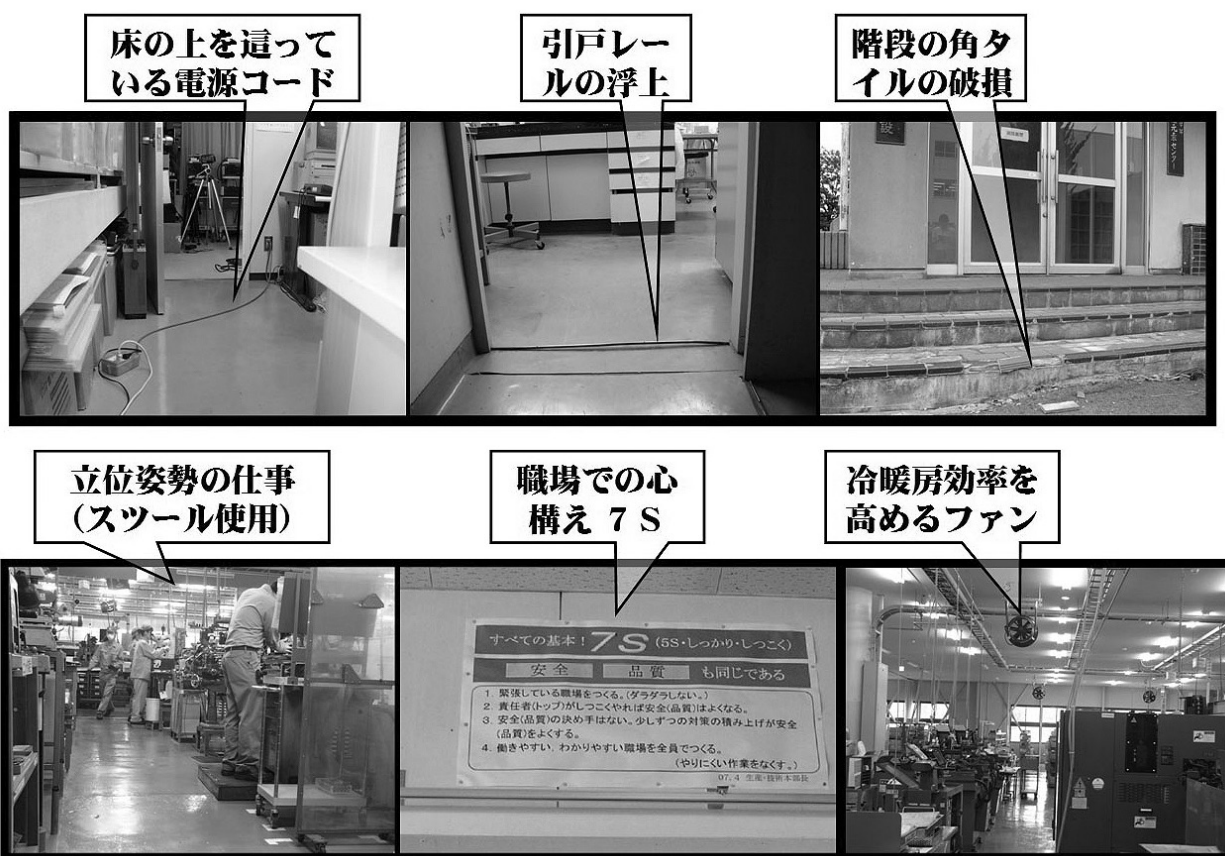 床の上を這って
いる電源コード
引戸レー
ルの浮上
階段の角タ
イルの破損
立位姿勢の仕事
（スツール使用）
職場での心
構え ７Ｓ
冷暖房効率を
高めるファン
すべての基本！7S（5S・しっかり・しつこく）
安全 品質 も同じである
1. 緊張している職場をつくる。（ダラダラしない。）
2. 責任者（トップ）がしつこくやれば安全（品質）はよくなる。
3. 安全（品質）の決め手はない。少しずつの対策の積み上げが安全
（品質）をよくする。
4. 働きやすい、わかりやすい職場を全員でつくる。
（やりにくい作業をなくす。）
07.4 生産・技術本部長